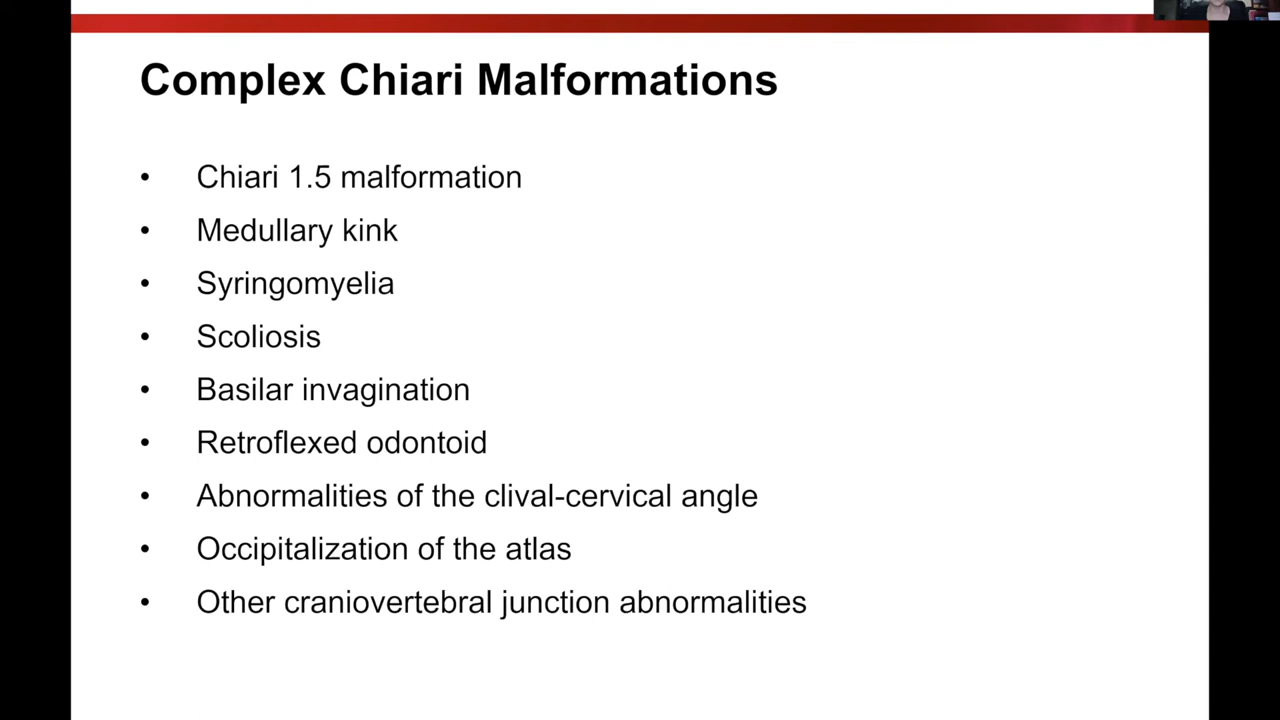 Complex Chiari Malformations
• Chiari 1.5 malformation
• Medullary kink
• Syringomyelia
• Scoliosis
• Basilar invagination
• Retroflexed odontoid
• Abnormalities of the clival-cervical angle
• Occipitalization of the atlas
• Other craniovertebral junction abnormalities